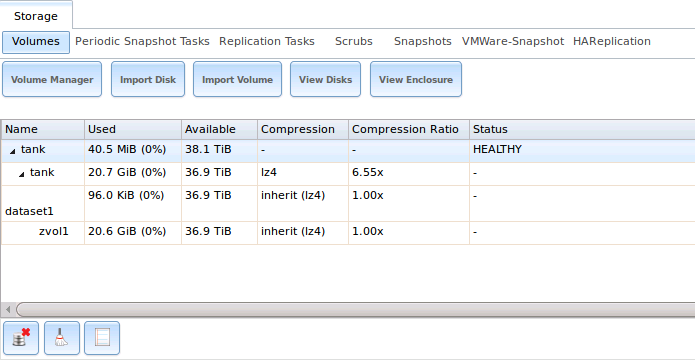 Storage
Volumes Periodic Snapshot Tasks Replication Tasks Scrubs Snapshots VMWare-Snapshot HAReplication
Volume Manager Import Disk Import Volume View Disks View Enclosure
Name Used Available Compression Compression Ratio Status
tank 40.5 MiB (0%) 38.1 TiB - - HEALTHY
tank 20.7 GiB (0%) 36.9 TiB lz4 6.55x -
dataset1 96.0 KiB (0%) 36.9 TiB inherit (lz4) 1.00x -
zvol1 20.6 GiB (0%) 36.9 TiB inherit (lz4) 1.00x -